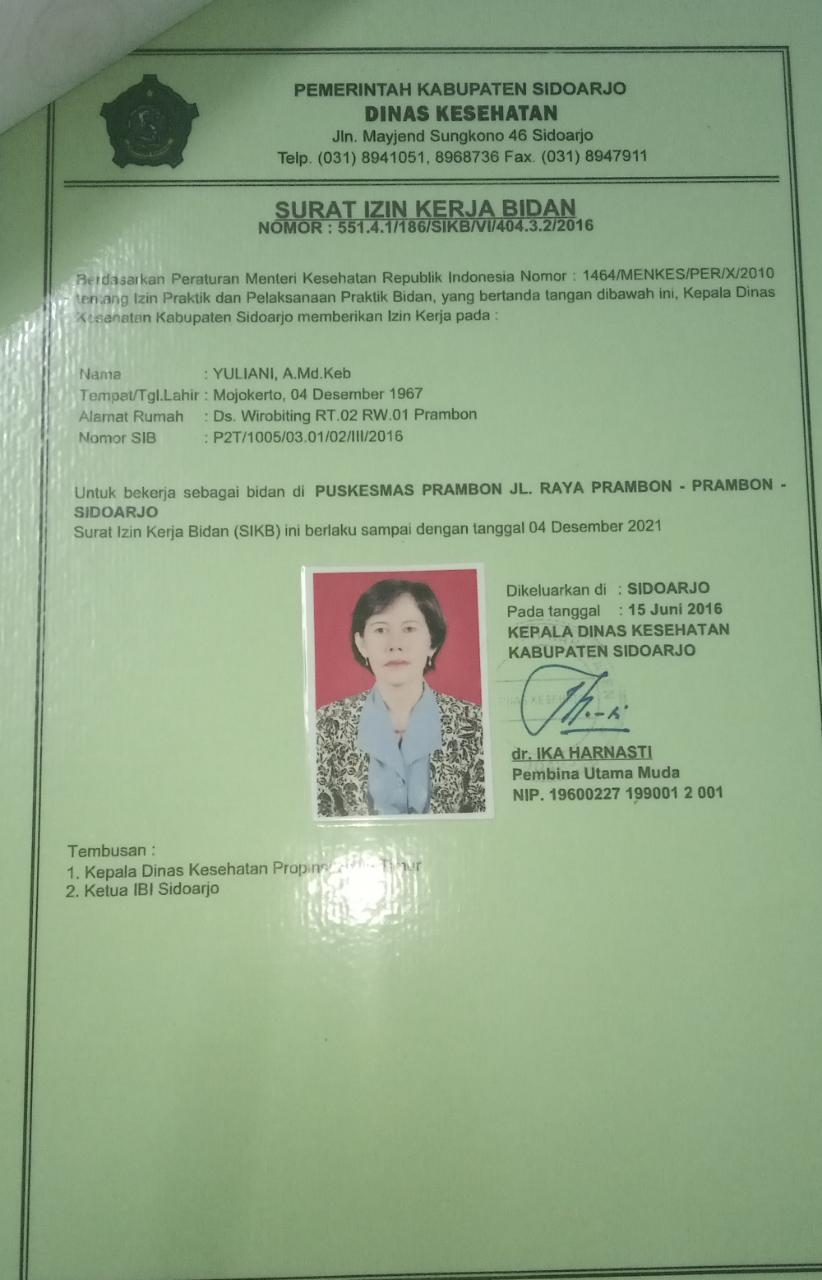 PEMERINTAH KABUPATEN SIDOARJO
DINAS KESEHATAN
Jln. Mayjend Sungkono 46 Sidoarjo
Telp. (031) 8941051, 8968736 Fax. (031) 8947911
SURAT IZIN KERJA BIDAN
NOMOR : 551.4.1/186/SIKB/VI/404.3.2/2016
Berdasarkan Peraturan Menteri Kesehatan Republik Indonesia Nomor : 1464/MENKES/PER/X/2010
tentang Izin Praktik dan Pelaksanaan Praktik Bidan, yang bertanda tangan dibawah ini, Kepala Dinas
Kesehatan Kabupaten Sidoarjo memberikan Izin Kerja pada :
Nama : YULIANI, A.Md.Keb
Tempat/Tgl.Lahir : Mojokerto, 04 Desember 1967
Alamat Rumah : Ds. Wirobiting RT.02 RW.01 Prambon
Nomor SIB : P2T/1005/03.01/02/III/2016
Untuk bekerja sebagai bidan di PUSKESMAS PRAMBON JL. RAYA PRAMBON - PRAMBON -
SIDOARJO
Surat Izin Kerja Bidan (SIKB) ini berlaku sampai dengan tanggal 04 Desember 2021
Dikeluarkan di : SIDOARJO
Pada tanggal : 15 Juni 2016
KEPALA DINAS KESEHATAN
KABUPATEN SIDOARJO
dr. IKA HARNASTI
Pembina Utama Muda
NIP. 19600227 199001 2 001
Tembusan :
1. Kepala Dinas Kesehatan Propinsi Timur
2. Ketua IBI Sidoarjo